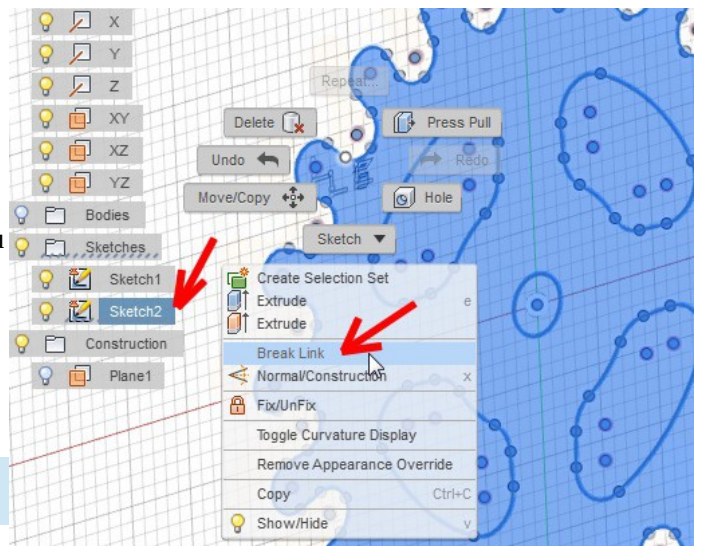 X
Y
Z
XY
XZ
YZ
Bodies
Sketches
Sketch1
Sketch2
Construction
Plane1
Repeat...
Delete
Press Pull
Undo
Redo
Move/Copy
Hole
Sketch
Create Selection Set
Extrude e
Extrude
Break Link
Normal/Construction x
Fix/UnFix
Toggle Curvature Display
Remove Appearance Override
Copy Ctrl+C
Show/Hide v